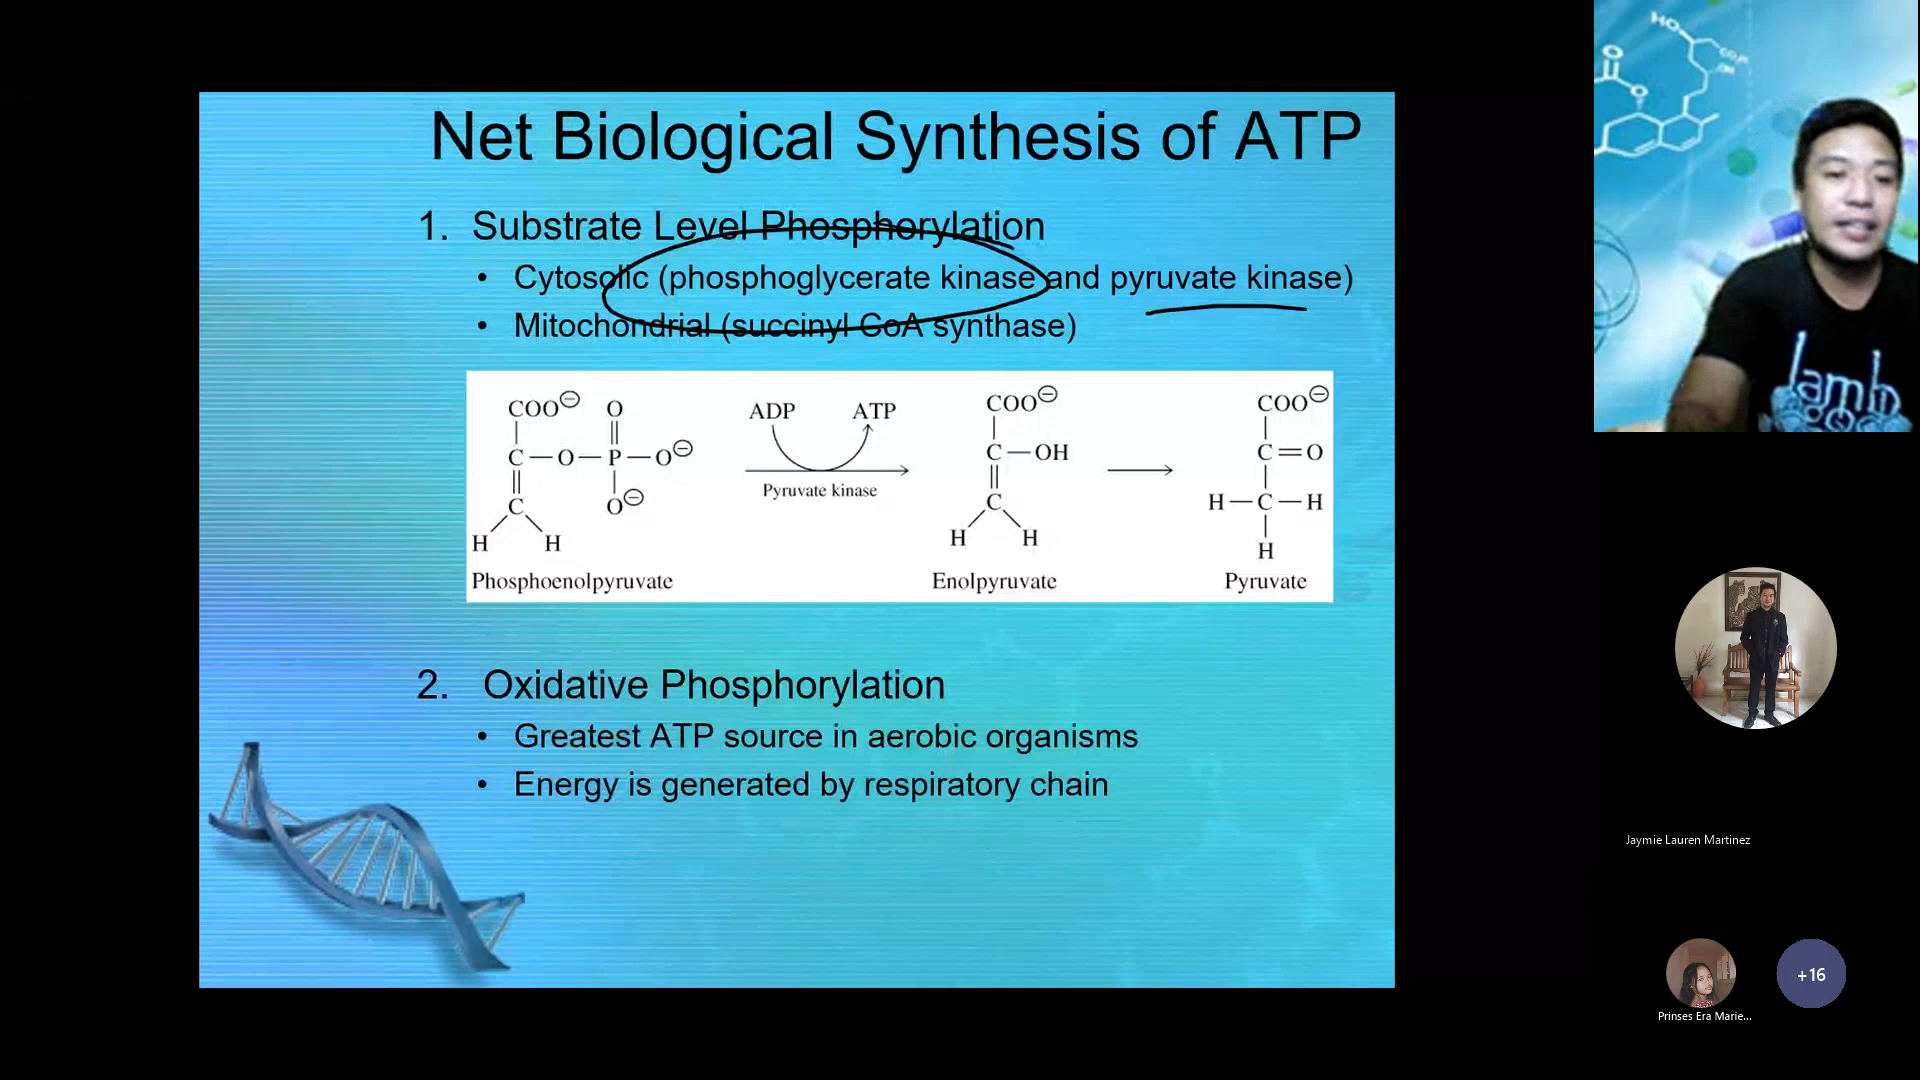 Net Biological Synthesis of ATP
1. Substrate Level Phosphorylation
• Cytosolic (phosphoglycerate kinase and pyruvate kinase)
• Mitochondrial (succinyl CoA synthase)
COO⊖ O
C—O—P—O⊖
O⊖
C
H H
Phosphoenolpyruvate
ADP ATP
Pyruvate kinase
COO⊖
C—OH
C
H H
Enolpyruvate
COO⊖
C=O
H—C—H
H
Pyruvate
2. Oxidative Phosphorylation
• Greatest ATP source in aerobic organisms
• Energy is generated by respiratory chain
HO
O
O
lamb
Jaymie Lauren Martinez
Prinses Era Marie...
+16